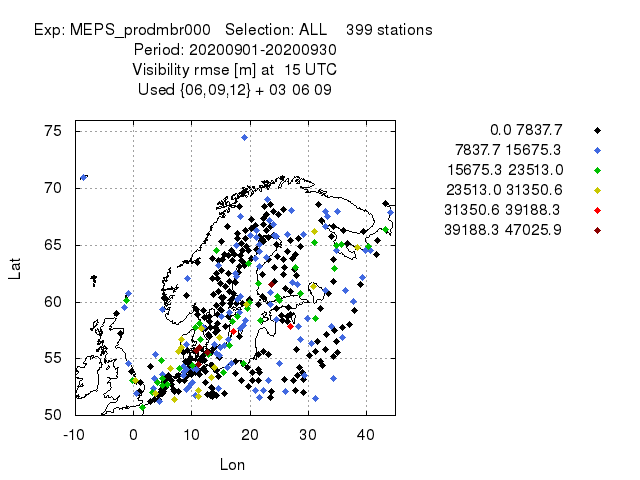 Exp: MEPS_prodmbr000 Selection: ALL 399 stations
Period: 20200901-20200930
Visibility rmse [m] at 15 UTC
Used {06,09,12} + 03 06 09
0.0 7837.7
7837.7 15675.3
15675.3 23513.0
23513.0 31350.6
31350.6 39188.3
39188.3 47025.9
75
70
65
60
55
50
Lat
-10 0 10 20 30 40
Lon